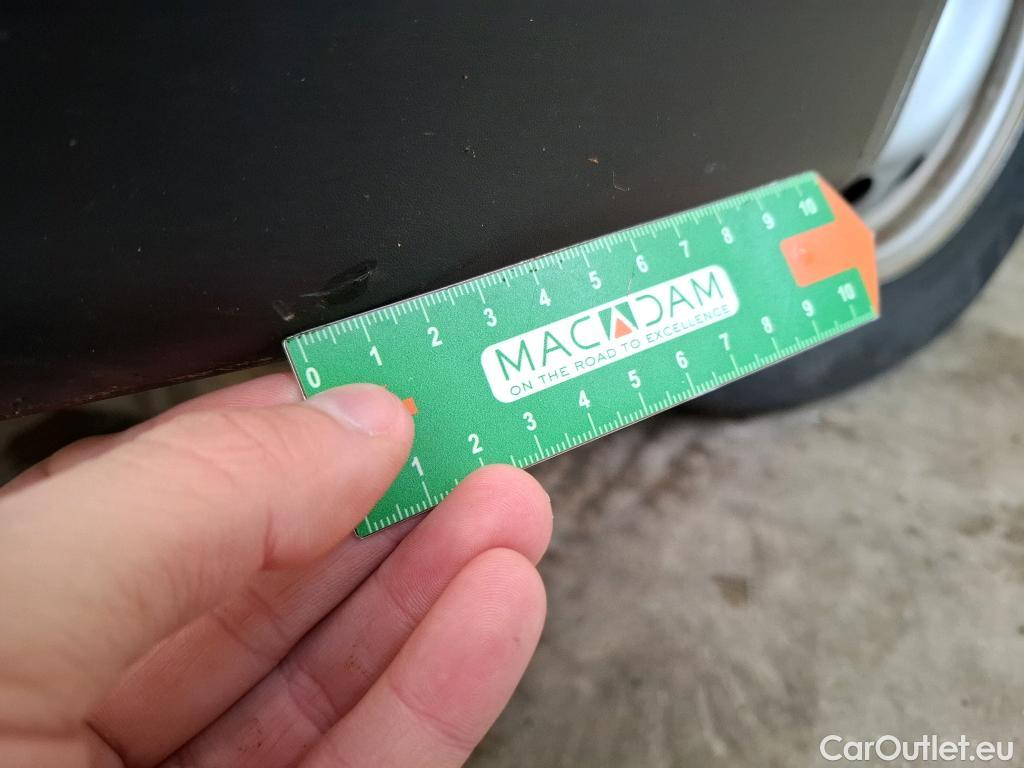 0 1 2 3 4 5 6 7 8 9 10
MACADAM
ON THE ROAD TO EXCELLENCE
1 2 3 4 5 6 7 8 9 10
CarOutlet.eu